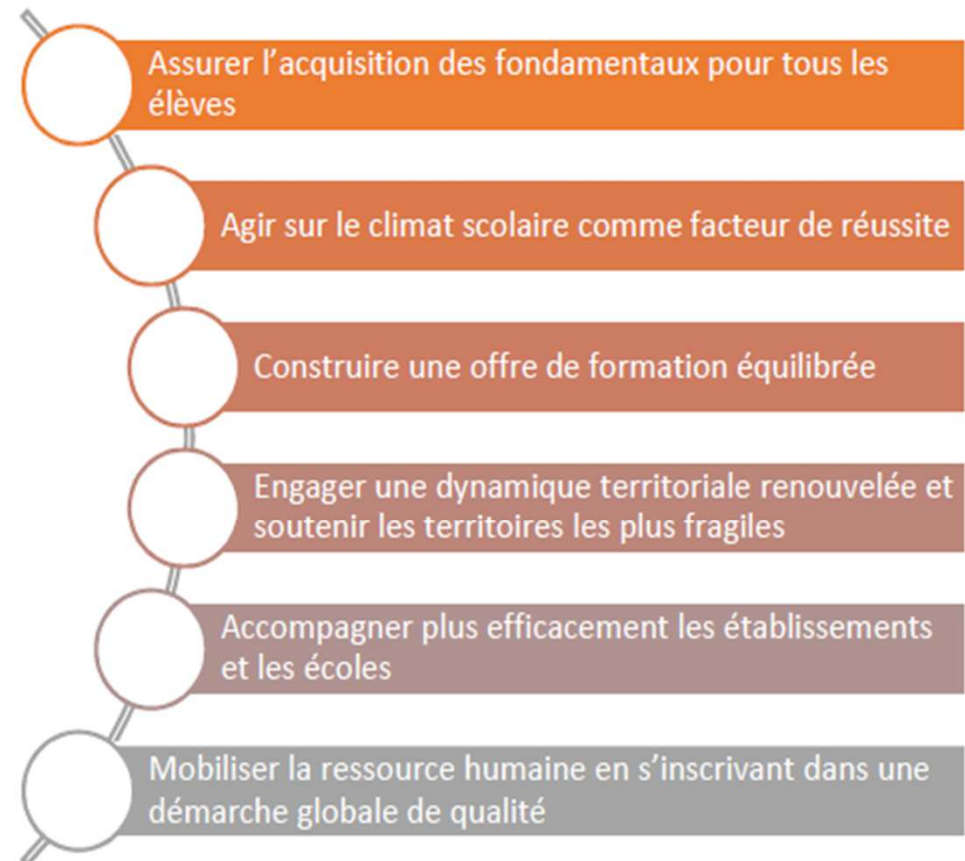 Assurer l’acquisition des fondamentaux pour tous les
élèves
Agir sur le climat scolaire comme facteur de réussite
Construire une offre de formation équilibrée
Engager une dynamique territoriale renouvelée et
soutenir les territoires les plus fragiles
Accompagner plus efficacement les établissements
et les écoles
Mobiliser la ressource humaine en s’inscrivant dans une
démarche globale de qualité